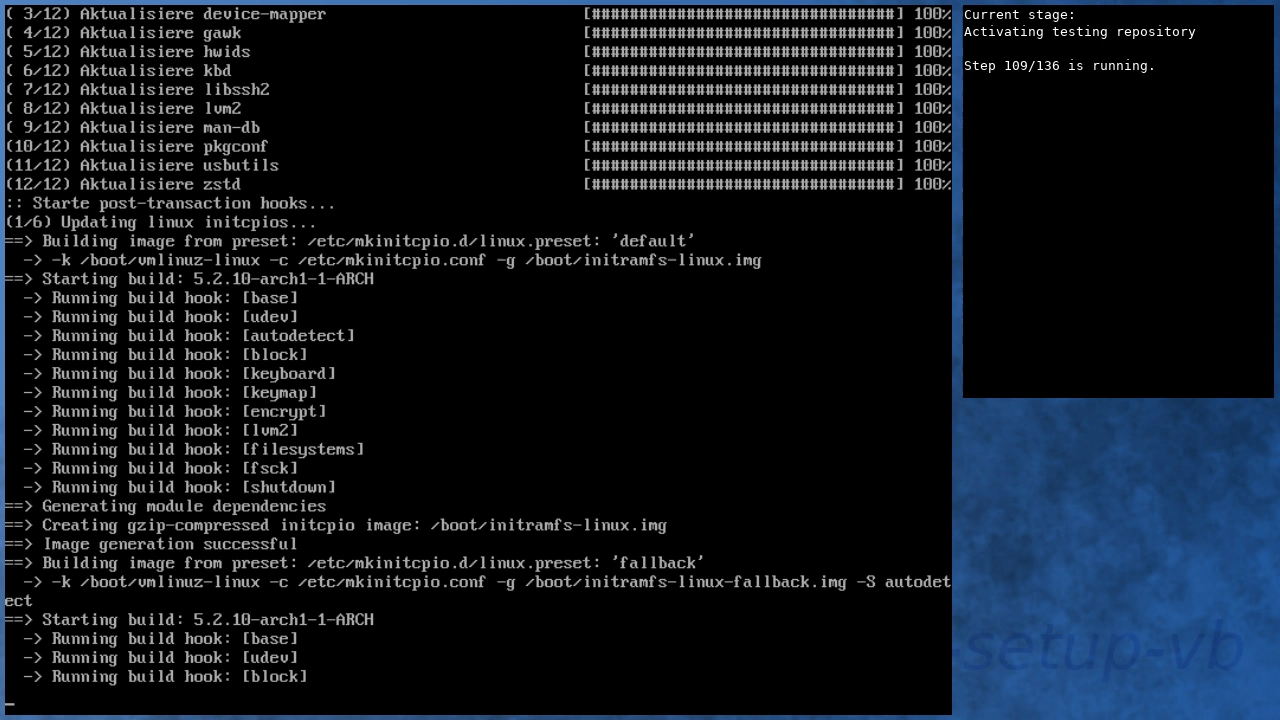 ( 3/12) Aktualisiere device-mapper [################################] 100%
( 4/12) Aktualisiere gawk [################################] 100%
( 5/12) Aktualisiere hwids [################################] 100%
( 6/12) Aktualisiere kbd [################################] 100%
( 7/12) Aktualisiere libssh2 [################################] 100%
( 8/12) Aktualisiere lvm2 [################################] 100%
( 9/12) Aktualisiere man-db [################################] 100%
(10/12) Aktualisiere pkgconf [################################] 100%
(11/12) Aktualisiere usbutils [################################] 100%
(12/12) Aktualisiere zstd [################################] 100%
:: Starte post-transaction hooks...
(1/6) Updating linux initcpios...
==> Building image from preset: /etc/mkinitcpio.d/linux.preset: 'default'
  -> -k /boot/vmlinuz-linux -c /etc/mkinitcpio.conf -g /boot/initramfs-linux.img
==> Starting build: 5.2.10-arch1-1-ARCH
  -> Running build hook: [base]
  -> Running build hook: [udev]
  -> Running build hook: [autodetect]
  -> Running build hook: [block]
  -> Running build hook: [keyboard]
  -> Running build hook: [keymap]
  -> Running build hook: [encrypt]
  -> Running build hook: [lvm2]
  -> Running build hook: [filesystems]
  -> Running build hook: [fsck]
  -> Running build hook: [shutdown]
==> Generating module dependencies
==> Creating gzip-compressed initcpio image: /boot/initramfs-linux.img
==> Image generation successful
==> Building image from preset: /etc/mkinitcpio.d/linux.preset: 'fallback'
  -> -k /boot/vmlinuz-linux -c /etc/mkinitcpio.conf -g /boot/initramfs-linux-fallback.img -S autodet
ect
==> Starting build: 5.2.10-arch1-1-ARCH
  -> Running build hook: [base]
  -> Running build hook: [udev]
  -> Running build hook: [block]
_
Current stage:
Activating testing repository
Step 109/136 is running.
-setup-vb